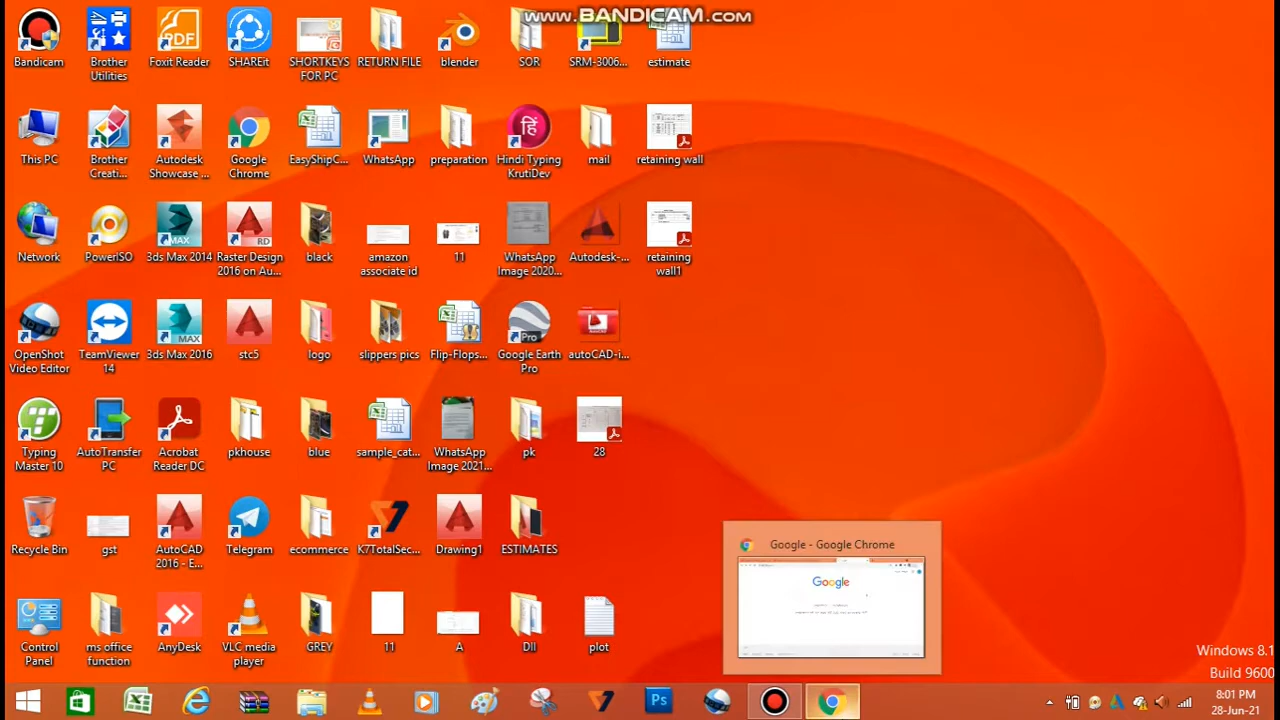 www.BANDICAM.com
Bandicam
Brother
Utilities
Foxit Reader
SHAREit
SHORTKEYS
FOR PC
RETURN FILE
blender
SOR
SRM-3006...
estimate
This PC
Brother
Creati...
Autodesk
Showcase ...
Google
Chrome
EasyShipC...
WhatsApp
preparation
हिं
Hindi Typing
KrutiDev
mail
retaining wall
Network
PowerISO
3ds Max 2014
Raster Design
2016 on Au...
black
amazon
associate id
11
WhatsApp
Image 2020...
Autodesk-...
retaining
wall1
OpenShot
Video Editor
TeamViewer
14
3ds Max 2016
stc5
logo
slippers pics
Flip-Flops...
Google Earth
Pro
autoCAD-i...
Typing
Master 10
AutoTransfer
PC
Acrobat
Reader DC
pkhouse
blue
sample_cat...
WhatsApp
Image 2021...
pk
28
Recycle Bin
gst
AutoCAD
2016 - E...
Telegram
ecommerce
K7TotalSec...
Drawing1
ESTIMATES
Google - Google Chrome
Google
Control
Panel
ms office
function
AnyDesk
VLC media
player
GREY
11
A
Dll
plot
Windows 8.1
Build 9600
Ps
8:01 PM
28-Jun-21